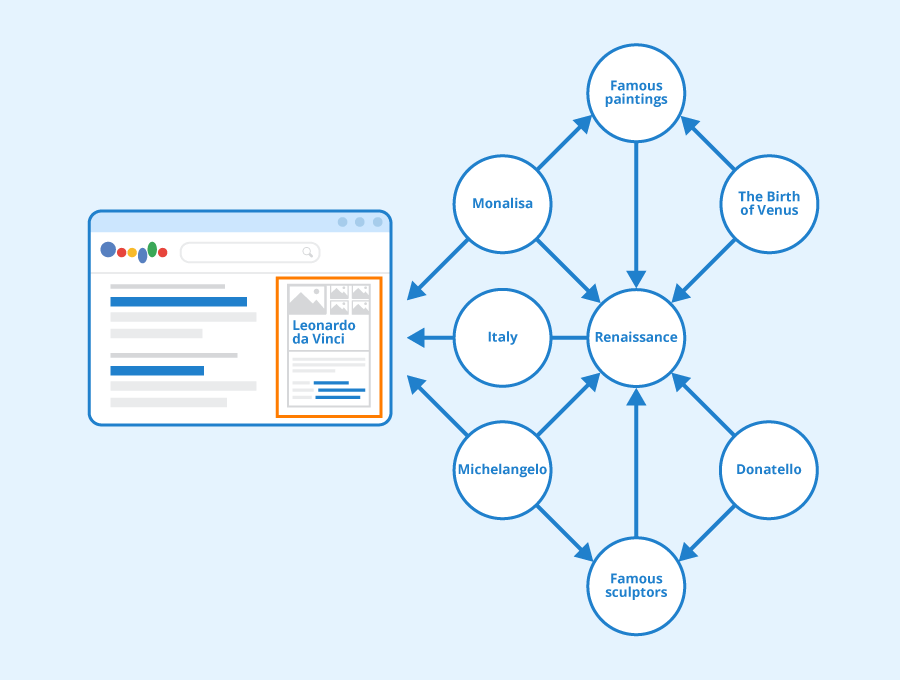 Famous
paintings
Monalisa
The Birth
of Venus
Leonardo
da Vinci
Italy
Renaissance
Michelangelo
Donatello
Famous
sculptors